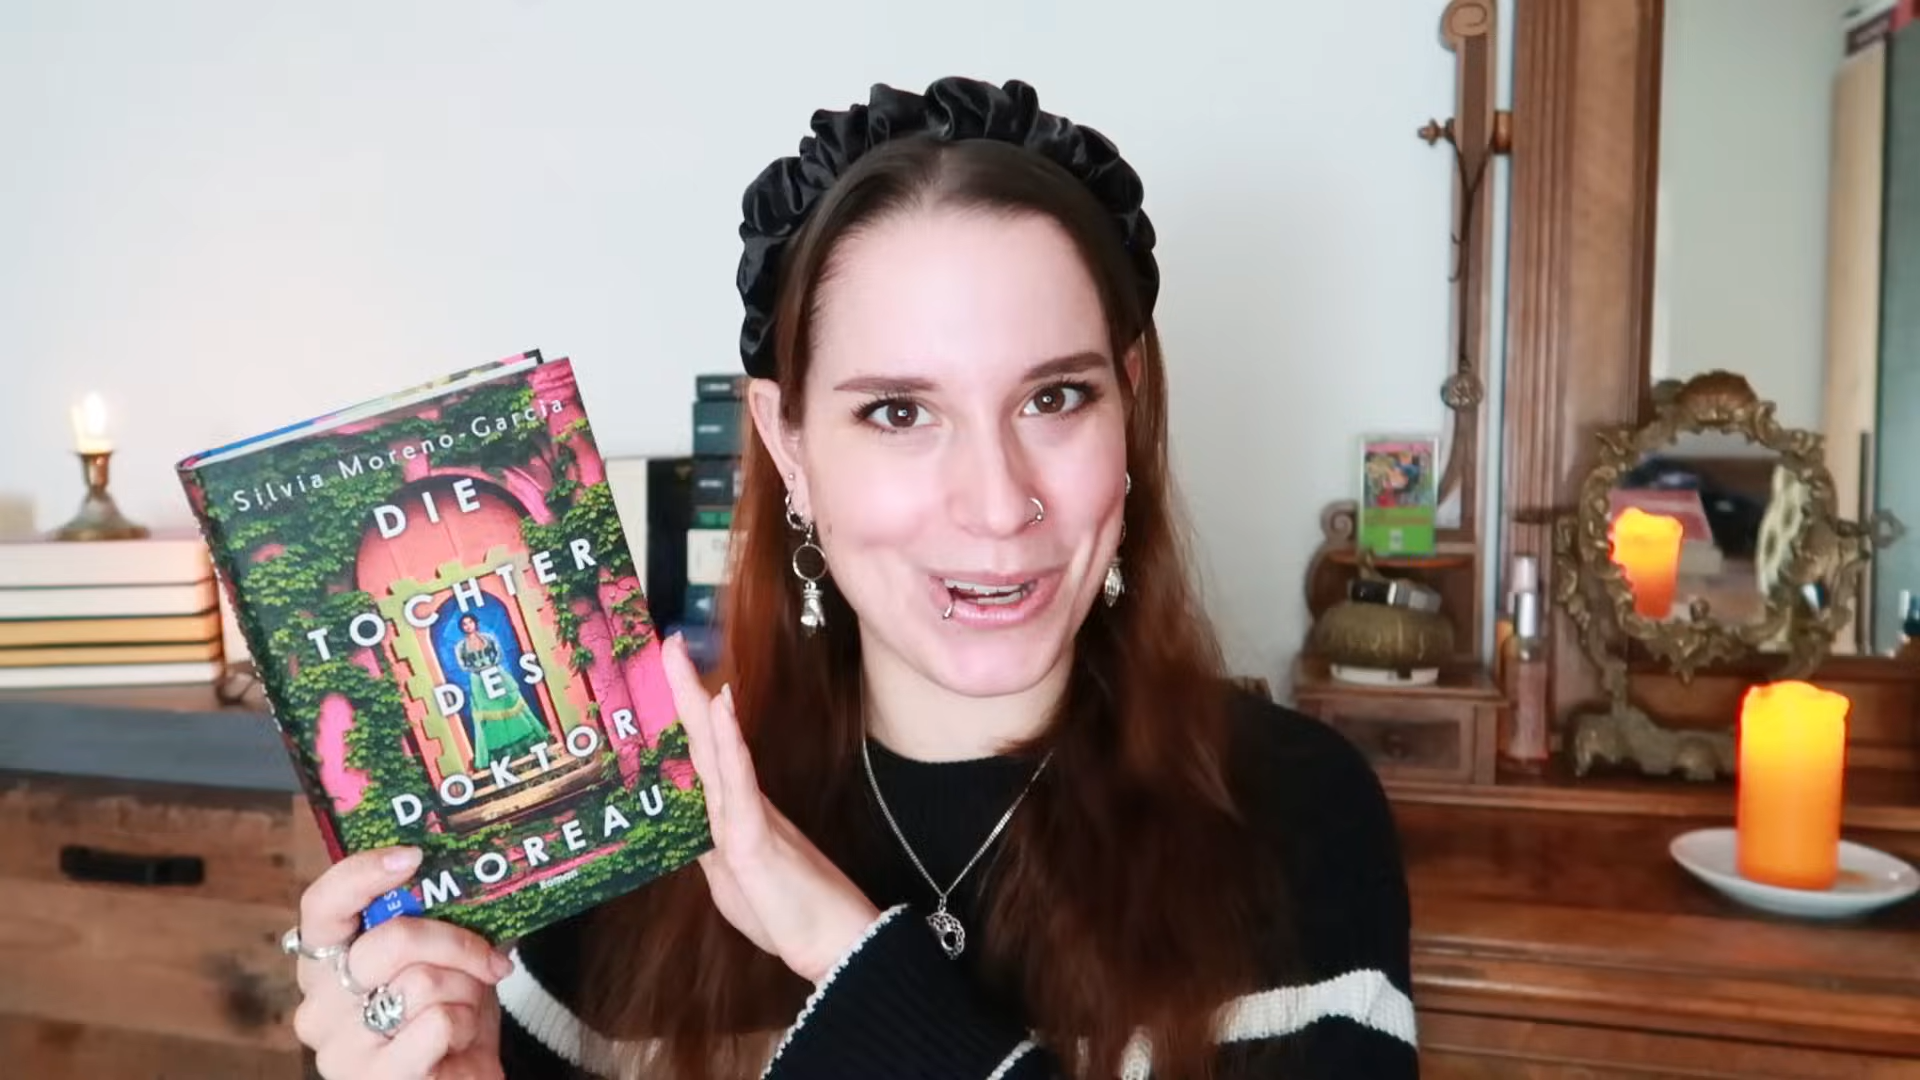 Silvia Moreno-Garcia
DIE
TOCHTER
DES
DOKTOR
MOREAU
Roman